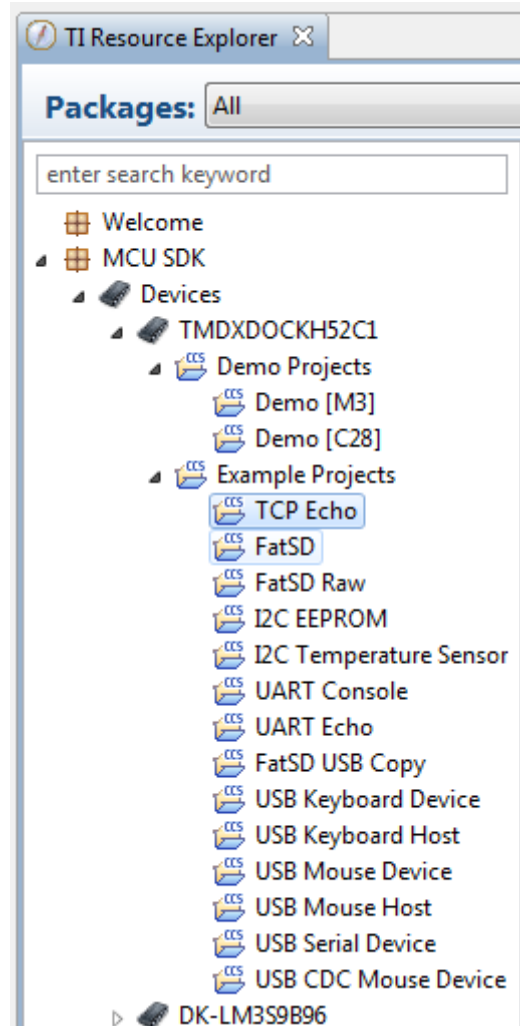 TI Resource Explorer
Packages: All
enter search keyword
Welcome
MCU SDK
Devices
TMDXDOCKH52C1
Demo Projects
Demo [M3]
Demo [C28]
Example Projects
TCP Echo
FatSD
FatSD Raw
I2C EEPROM
I2C Temperature Sensor
UART Console
UART Echo
FatSD USB Copy
USB Keyboard Device
USB Keyboard Host
USB Mouse Device
USB Mouse Host
USB Serial Device
USB CDC Mouse Device
DK-LM3S9B96